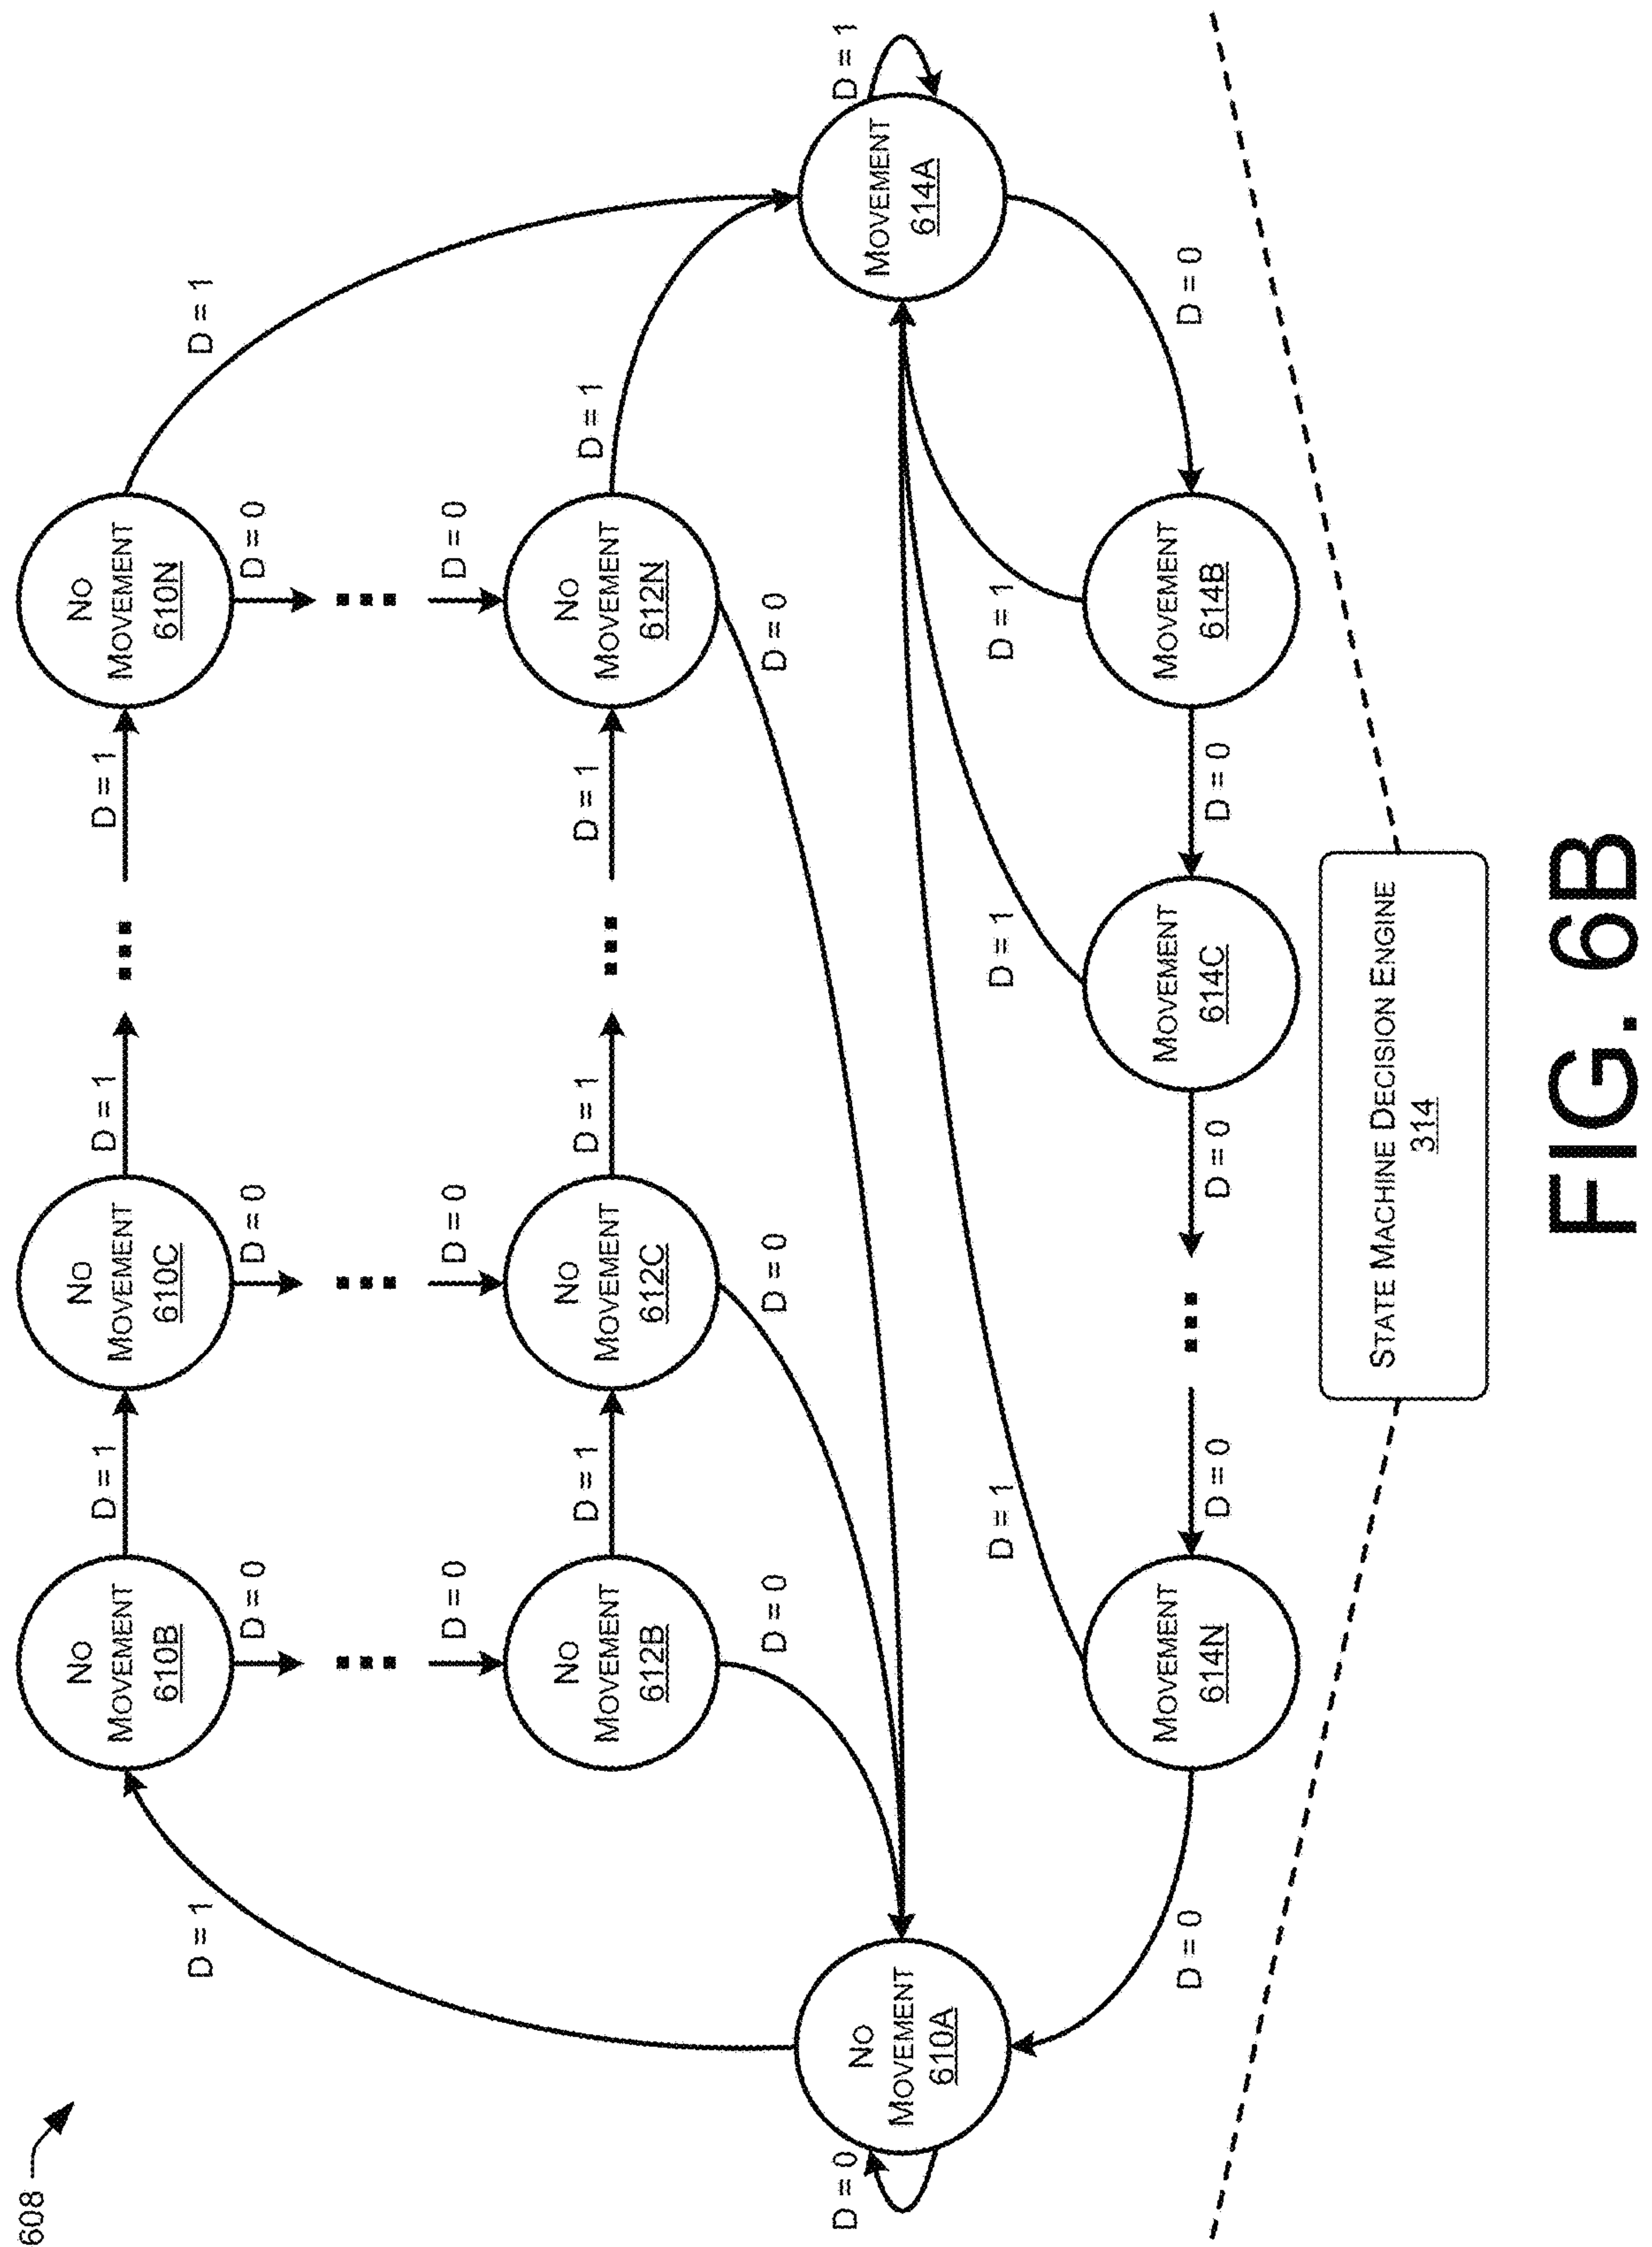 608
D = 1
NO
MOVEMENT
610B
D = 1
NO
MOVEMENT
610C
D = 1
D = 1
NO
MOVEMENT
610N
D = 1
D = 0
D = 0
D = 0
D = 0
D = 0
D = 0
NO
MOVEMENT
612B
D = 1
NO
MOVEMENT
612C
D = 1
D = 1
NO
MOVEMENT
612N
D = 1
D = 0
D = 0
D = 0
D = 0
NO
MOVEMENT
610A
MOVEMENT
614A
D = 1
D = 1
D = 1
D = 1
D = 0
MOVEMENT
614N
D = 0
D = 0
MOVEMENT
614C
D = 0
MOVEMENT
614B
D = 0
STATE MACHINE DECISION ENGINE
314
FIG. 6B